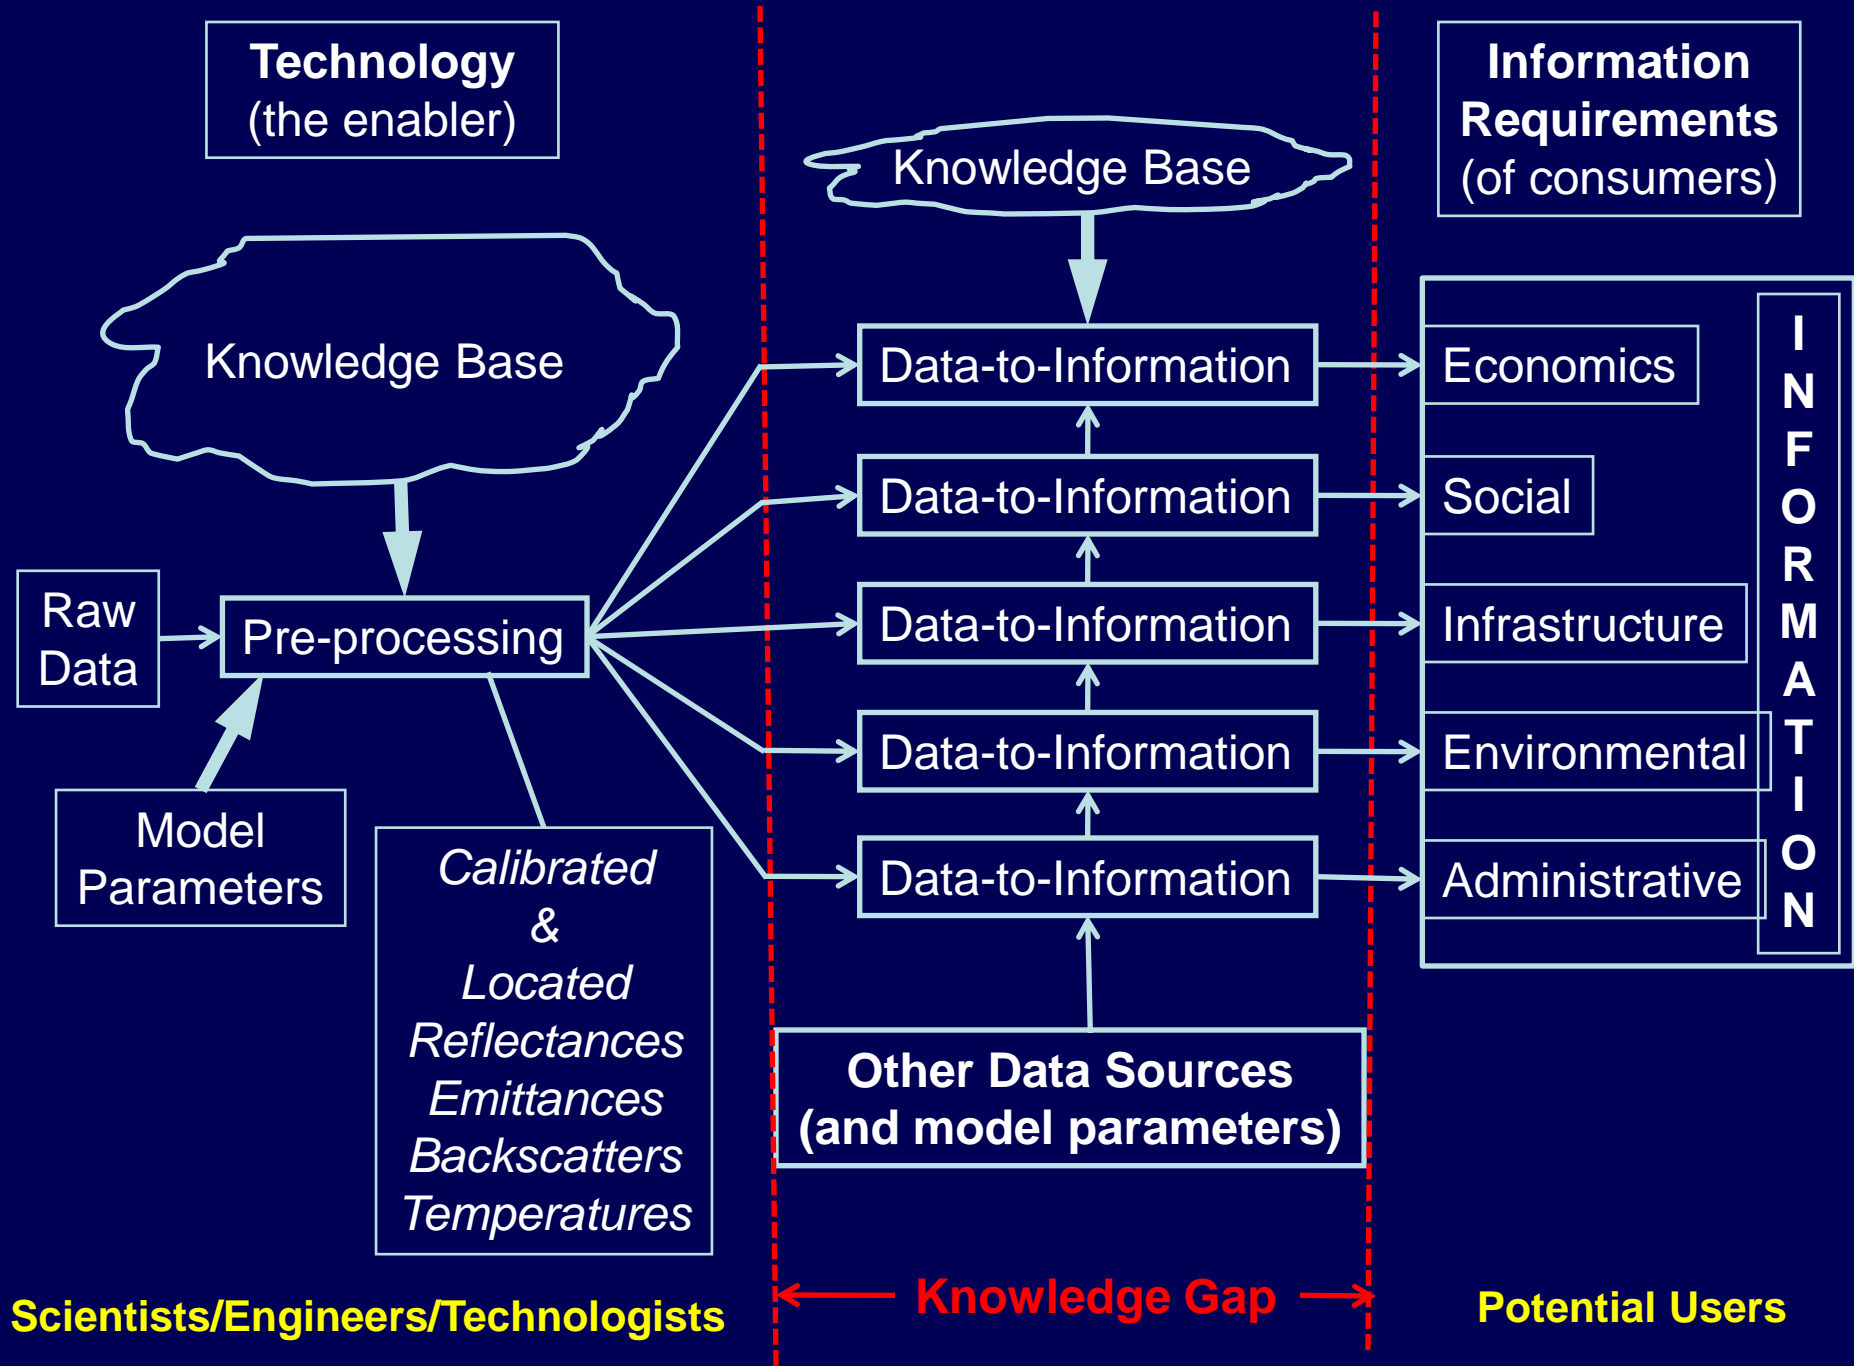 Technology
(the enabler)
Knowledge Base
Raw
Data
Pre-processing
Model
Parameters
Calibrated
&
Located
Reflectances
Emittances
Backscatters
Temperatures
Scientists/Engineers/Technologists
Knowledge Base
Data-to-Information
Data-to-Information
Data-to-Information
Data-to-Information
Data-to-Information
Other Data Sources
(and model parameters)
Knowledge Gap
Information
Requirements
(of consumers)
Economics
Social
Infrastructure
Environmental
Administrative
I
N
F
O
R
M
A
T
I
O
N
Potential Users